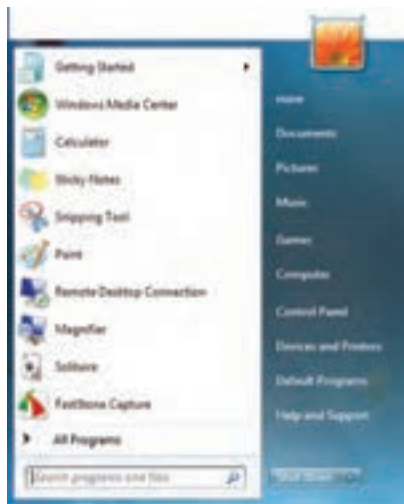 Getting Started
Windows Media Center
Calculator
Sticky Notes
Snipping Tool
Paint
Remote Desktop Connection
Magnifier
Solitaire
FastStone Capture
All Programs
Search programs and files
Documents
Pictures
Music
Games
Computer
Control Panel
Devices and Printers
Default Programs
Help and Support
Shut down